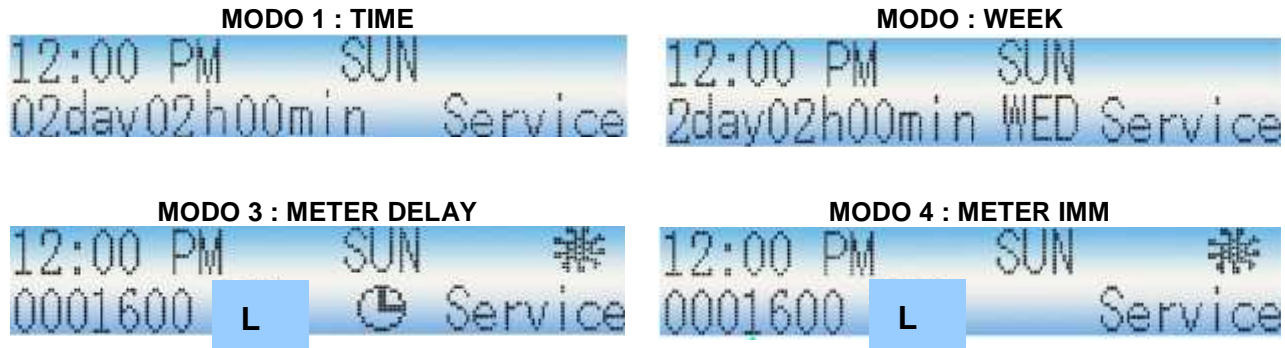 MODO 1 : TIME
12:00 PM SUN
02day02h00min Service
MODO : WEEK
12:00 PM SUN
2day02h00min WED Service
MODO 3 : METER DELAY
12:00 PM SUN
0001600 L Service
MODO 4 : METER IMM
12:00 PM SUN
0001600 L Service